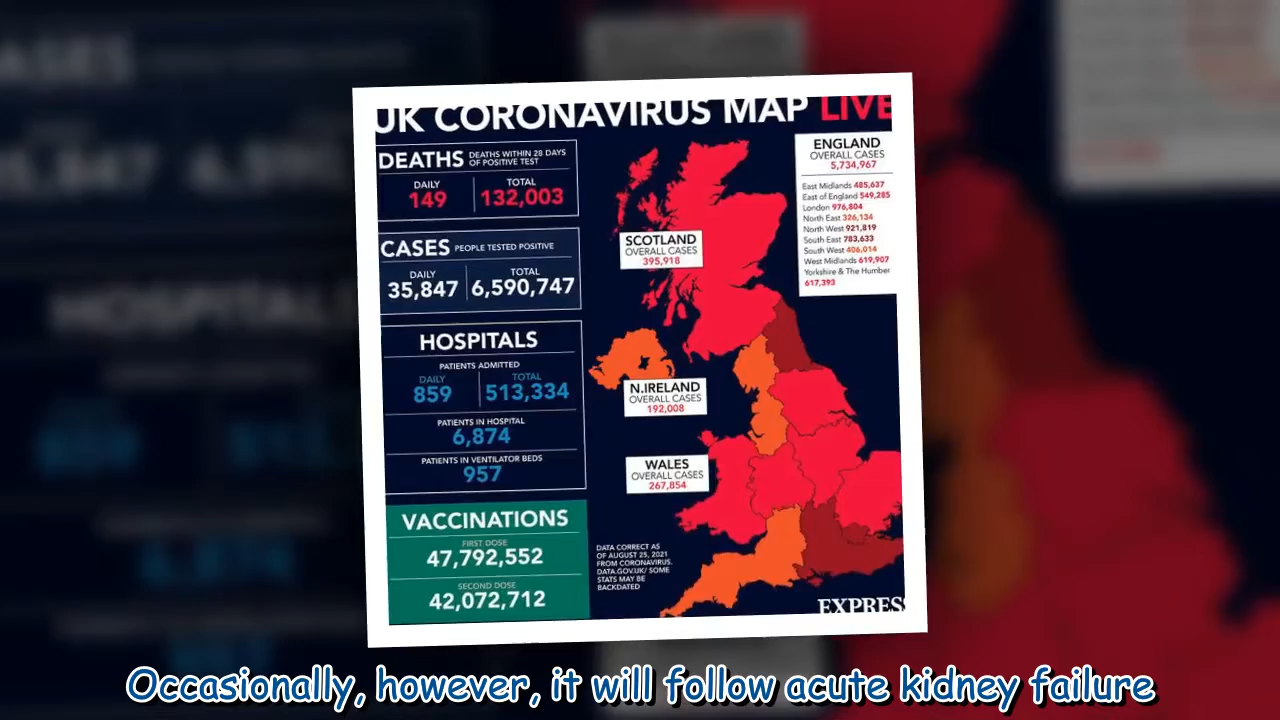 UK CORONAVIRUS MAP LIVE
DEATHS DEATHS WITHIN 28 DAYS
OF POSITIVE TEST
DAILY TOTAL
149 132,003
CASES PEOPLE TESTED POSITIVE
DAILY TOTAL
35,847 6,590,747
HOSPITALS
PATIENTS ADMITTED
DAILY TOTAL
859 513,334
PATIENTS IN HOSPITAL
6,874
PATIENTS IN VENTILATOR BEDS
957
VACCINATIONS
FIRST DOSE
47,792,552
SECOND DOSE
42,072,712
SCOTLAND
OVERALL CASES
395,918
N.IRELAND
OVERALL CASES
192,008
WALES
OVERALL CASES
267,854
DATA CORRECT AS
OF AUGUST 25, 2021
FROM CORONAVIRUS.
DATA.GOV.UK/ SOME
STATS MAY BE
BACKDATED
ENGLAND
OVERALL CASES
5,734,967
East Midlands 485,637
East of England 549,285
London 976,804
North East 326,134
North West 921,819
South East 783,633
South West 406,014
West Midlands 619,907
Yorkshire & The Humber
617,393
EXPRES
Occasionally, however, it will follow acute kidney failure